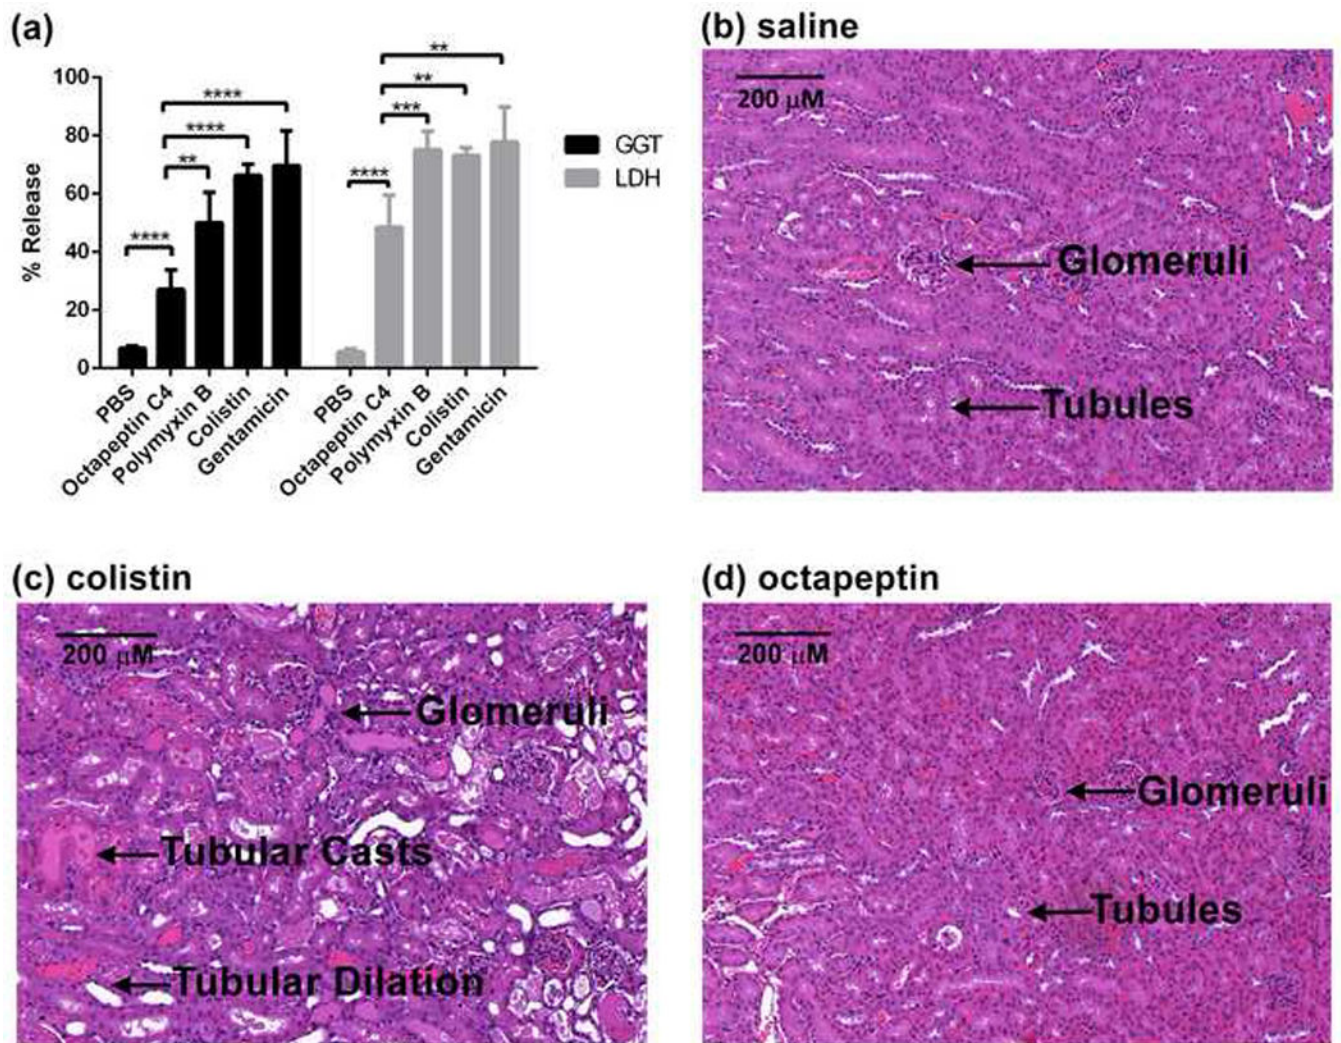 (a)
100
80
60
40
20
0
% Release
****
**
****
****
****
***
**
**
GGT
LDH
PBS
Octapeptin C4
Polymyxin B
Colistin
Gentamicin
PBS
Octapeptin C4
Polymyxin B
Colistin
Gentamicin
(b) saline
200 μM
Glomeruli
Tubules
(c) colistin
200 μM
Glomeruli
Tubular Casts
Tubular Dilation
(d) octapeptin
200 μM
Glomeruli
Tubules